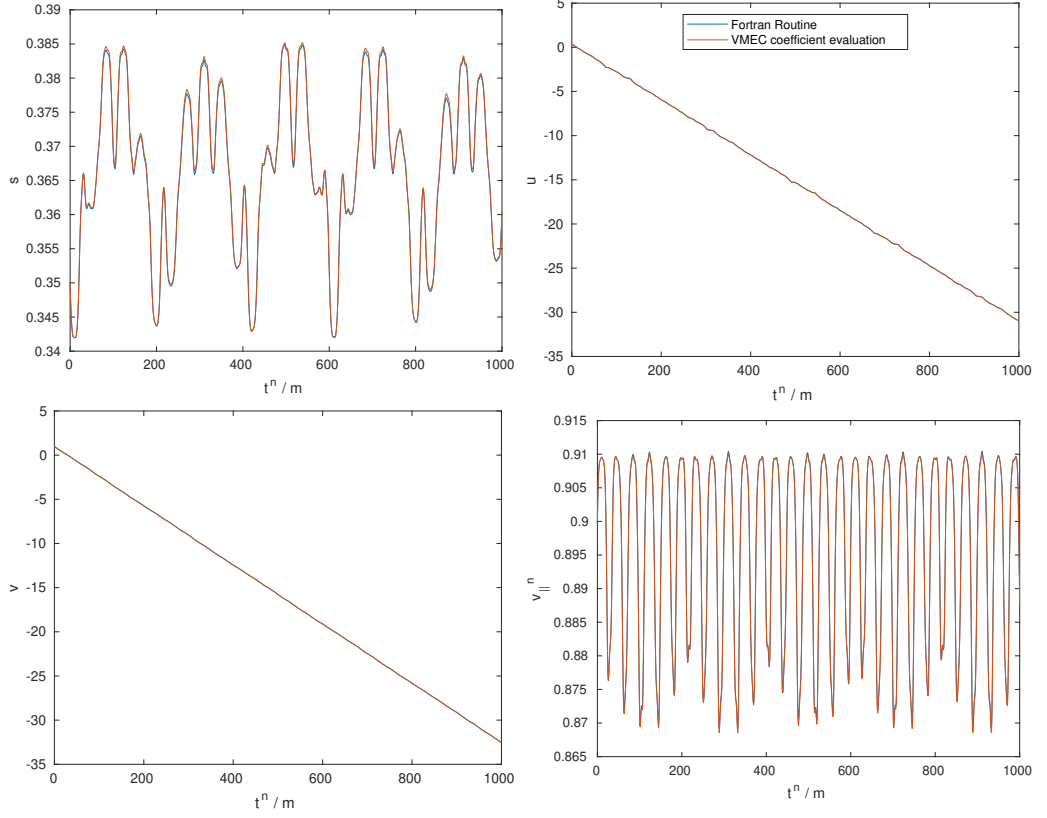 0.39
0.385
0.38
0.375
0.37
0.365
0.36
0.355
0.35
0.345
0.34
s
0 200 400 600 800 1000
t^n / m
5
0
-5
-10
-15
-20
-25
-30
-35
u
Fortran Routine
VMEC coefficient evaluation
0 200 400 600 800 1000
t^n / m
5
0
-5
-10
-15
-20
-25
-30
-35
v
0 200 400 600 800 1000
t^n / m
0.915
0.91
0.905
0.9
0.895
0.89
0.885
0.88
0.875
0.87
0.865
v_||^n
0 200 400 600 800 1000
t^n / m